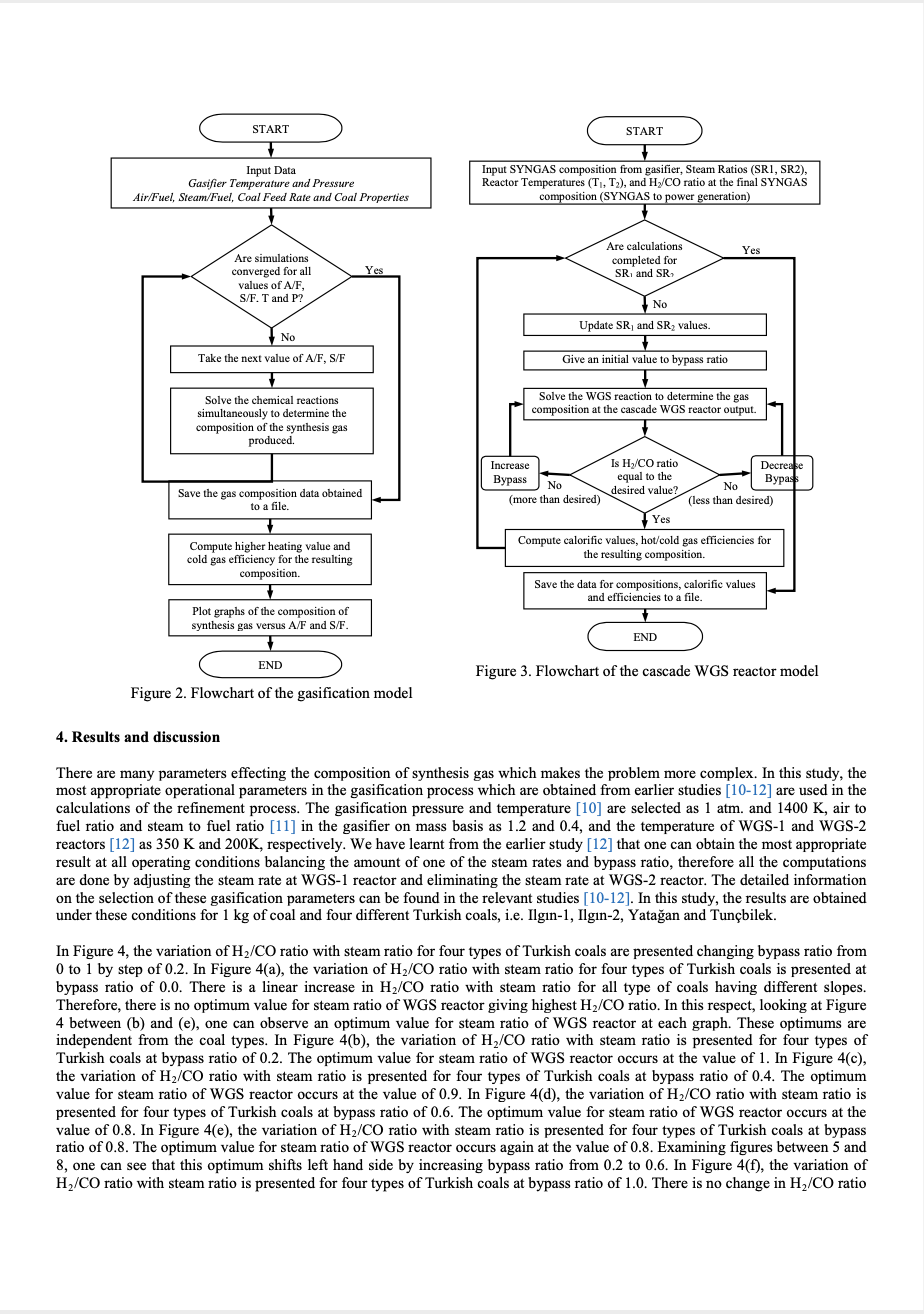 START
Input Data
Gasifier Temperature and Pressure
Air/Fuel, Steam/Fuel, Coal Feed Rate and Coal Properties
Are simulations
converged for all
values of A/F,
S/F. T and P?
Yes
No
Take the next value of A/F, S/F
Solve the chemical reactions
simultaneously to determine the
composition of the synthesis gas
produced.
Save the gas composition data obtained
to a file.
Compute higher heating value and
cold gas efficiency for the resulting
composition.
Plot graphs of the composition of
synthesis gas versus A/F and S/F.
END
Figure 2. Flowchart of the gasification model
START
Input SYNGAS composition from gasifier, Steam Ratios (SR1, SR2),
Reactor Temperatures (T₁, T₂), and H₂/CO ratio at the final SYNGAS
composition (SYNGAS to power generation)
Are calculations
completed for
SR₁ and SR₂
Yes
No
Update SR₁ and SR₂ values.
Give an initial value to bypass ratio
Solve the WGS reaction to determine the gas
composition at the cascade WGS reactor output.
Increase
Bypass
No
(more than desired)
Is H₂/CO ratio
equal to the
desired value?
Decrease
Bypass
No
(less than desired)
Yes
Compute calorific values, hot/cold gas efficiencies for
the resulting composition.
Save the data for compositions, calorific values
and efficiencies to a file.
END
Figure 3. Flowchart of the cascade WGS reactor model
4. Results and discussion
There are many parameters effecting the composition of synthesis gas which makes the problem more complex. In this study, the
most appropriate operational parameters in the gasification process which are obtained from earlier studies [10-12] are used in the
calculations of the refinement process. The gasification pressure and temperature [10] are selected as 1 atm. and 1400 K, air to
fuel ratio and steam to fuel ratio [11] in the gasifier on mass basis as 1.2 and 0.4, and the temperature of WGS-1 and WGS-2
reactors [12] as 350 K and 200K, respectively. We have learnt from the earlier study [12] that one can obtain the most appropriate
result at all operating conditions balancing the amount of one of the steam rates and bypass ratio, therefore all the computations
are done by adjusting the steam rate at WGS-1 reactor and eliminating the steam rate at WGS-2 reactor. The detailed information
on the selection of these gasification parameters can be found in the relevant studies [10-12]. In this study, the results are obtained
under these conditions for 1 kg of coal and four different Turkish coals, i.e. Ilgın-1, Ilgın-2, Yatağan and Tunçbilek.
In Figure 4, the variation of H₂/CO ratio with steam ratio for four types of Turkish coals are presented changing bypass ratio from
0 to 1 by step of 0.2. In Figure 4(a), the variation of H₂/CO ratio with steam ratio for four types of Turkish coals is presented at
bypass ratio of 0.0. There is a linear increase in H₂/CO ratio with steam ratio for all type of coals having different slopes.
Therefore, there is no optimum value for steam ratio of WGS reactor giving highest H₂/CO ratio. In this respect, looking at Figure
4 between (b) and (e), one can observe an optimum value for steam ratio of WGS reactor at each graph. These optimums are
independent from the coal types. In Figure 4(b), the variation of H₂/CO ratio with steam ratio is presented for four types of
Turkish coals at bypass ratio of 0.2. The optimum value for steam ratio of WGS reactor occurs at the value of 1. In Figure 4(c),
the variation of H₂/CO ratio with steam ratio is presented for four types of Turkish coals at bypass ratio of 0.4. The optimum
value for steam ratio of WGS reactor occurs at the value of 0.9. In Figure 4(d), the variation of H₂/CO ratio with steam ratio is
presented for four types of Turkish coals at bypass ratio of 0.6. The optimum value for steam ratio of WGS reactor occurs at the
value of 0.8. In Figure 4(e), the variation of H₂/CO ratio with steam ratio is presented for four types of Turkish coals at bypass
ratio of 0.8. The optimum value for steam ratio of WGS reactor occurs again at the value of 0.8. Examining figures between 5 and
8, one can see that this optimum shifts left hand side by increasing bypass ratio from 0.2 to 0.6. In Figure 4(f), the variation of
H₂/CO ratio with steam ratio is presented for four types of Turkish coals at bypass ratio of 1.0. There is no change in H₂/CO ratio